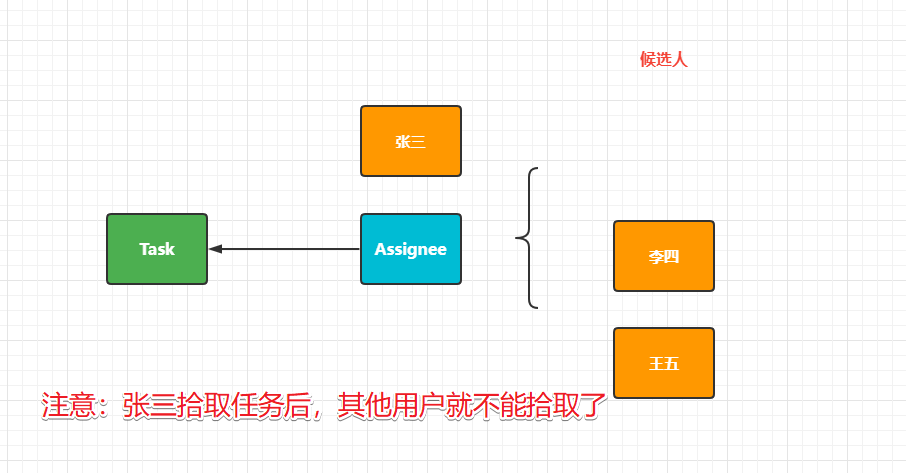 候选人
张三
Task
Assignee
李四
王五
注意：张三拾取任务后，其他用户就不能拾取了